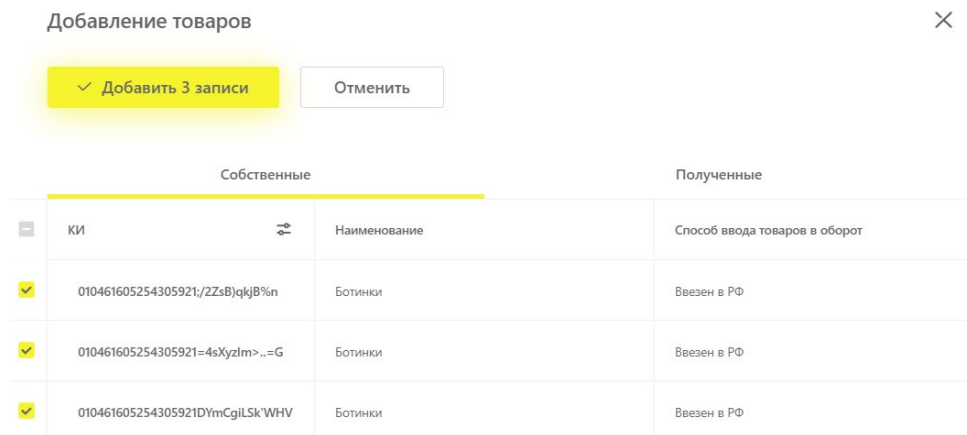 Добавление товаров
Добавить 3 записи
Отменить
Собственные
Полученные
КИ
Наименование
Способ ввода товаров в оборот
010461605254305921;/2ZsB)qkjB%n
Ботинки
Ввезен в РФ
010461605254305921=4sXyzlm>..=G
Ботинки
Ввезен в РФ
010461605254305921DYmCgiLSk'WHV
Ботинки
Ввезен в РФ